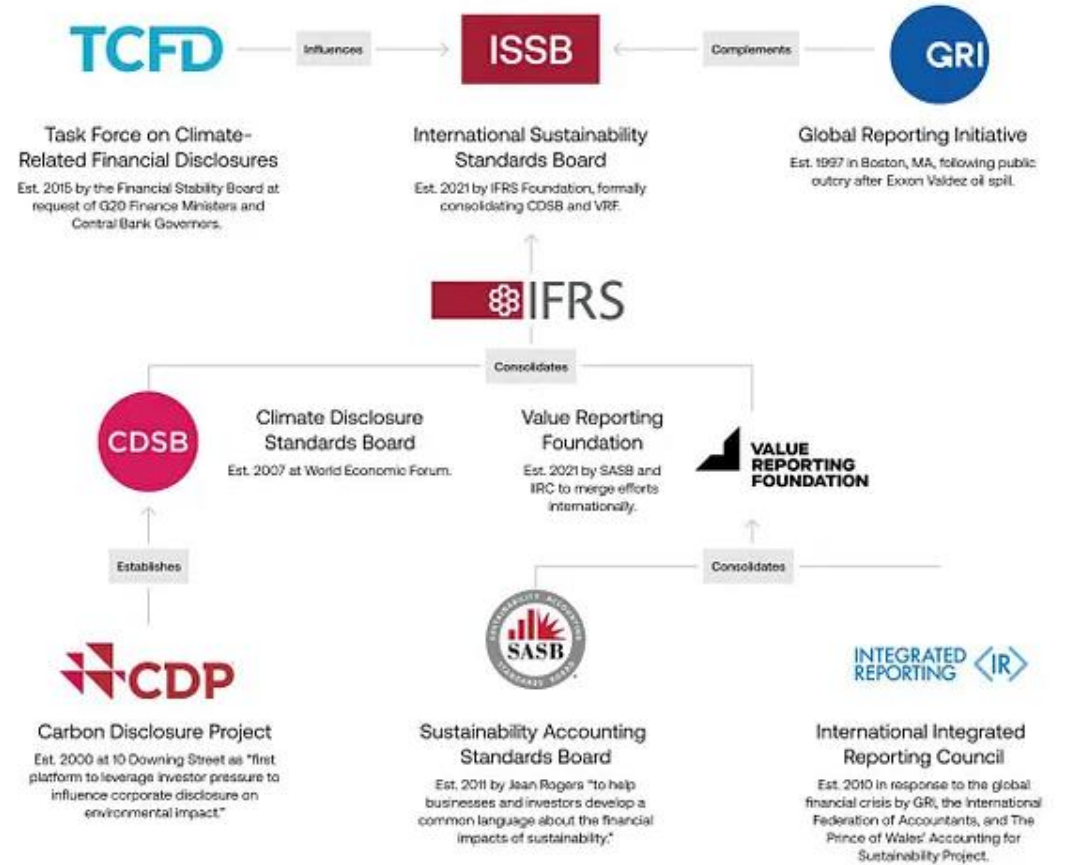 TCFD
Influences
ISSB
Complements
GRI
Task Force on Climate-
Related Financial Disclosures
Est. 2015 by the Financial Stability Board at
request of G20 Finance Ministers and
Central Bank Governors.
International Sustainability
Standards Board
Est. 2021 by IFRS Foundation, formally
consolidating CDSB and VRF.
Global Reporting Initiative
Est. 1997 in Boston, MA, following public
outcry after Exxon Valdez oil spill.
IFRS
Consolidates
CDSB
Climate Disclosure
Standards Board
Est. 2007 at World Economic Forum.
Value Reporting
Foundation
Est. 2021 by SASB and
IIRC to merge efforts
internationally.
VALUE
REPORTING
FOUNDATION
Establishes
Consolidates
CDP
Carbon Disclosure Project
Est. 2000 at 10 Downing Street as "first
platform to leverage investor pressure to
influence corporate disclosure on
environmental impact."
SUSTAINABILITY ACCOUNTING
SASB
STANDARDS BOARD
Sustainability Accounting
Standards Board
Est. 2011 by Jean Rogers "to help
businesses and investors develop a
common language about the financial
impacts of sustainability."
INTEGRATED
REPORTING
<IR>
International Integrated
Reporting Council
Est. 2010 in response to the global
financial crisis by GRI, the International
Federation of Accountants, and The
Prince of Wales' Accounting for
Sustainability Project.